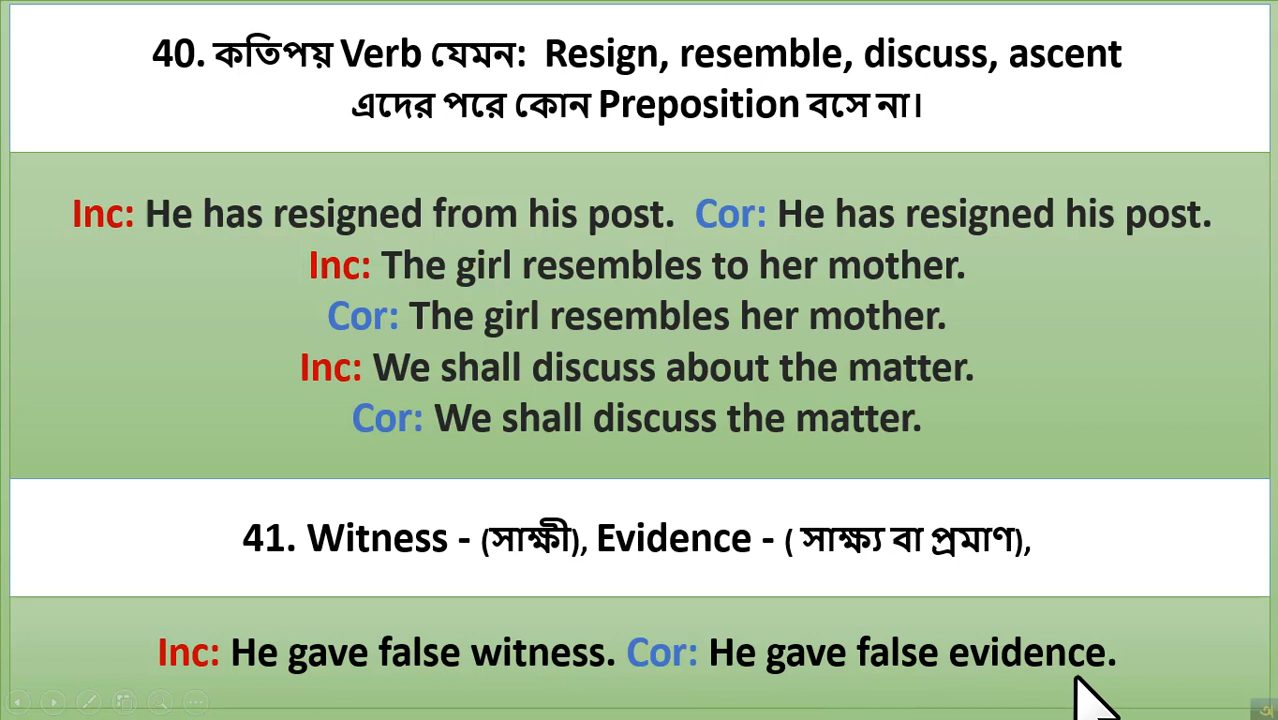 40. কতিপয় Verb যেমন: Resign, resemble, discuss, ascent
এদের পরে কোন Preposition বসে না।
Inc: He has resigned from his post. Cor: He has resigned his post.
Inc: The girl resembles to her mother.
Cor: The girl resembles her mother.
Inc: We shall discuss about the matter.
Cor: We shall discuss the matter.
41. Witness - (সাক্ষী), Evidence - ( সাক্ষ্য বা প্রমাণ),
Inc: He gave false witness. Cor: He gave false evidence.